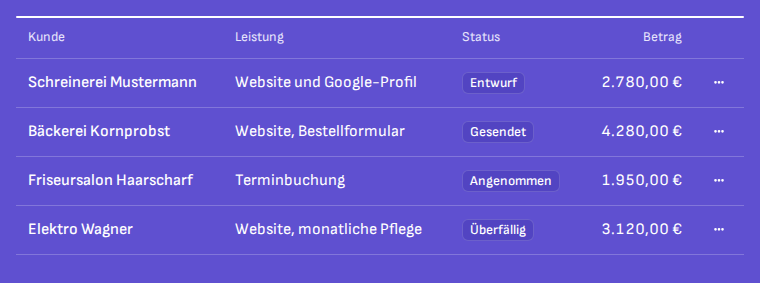 Kunde Leistung Status Betrag
Schreinerei Mustermann Website und Google-Profil Entwurf 2.780,00 €
Bäckerei Kornprobst Website, Bestellformular Gesendet 4.280,00 €
Friseursalon Haarscharf Terminbuchung Angenommen 1.950,00 €
Elektro Wagner Website, monatliche Pflege Überfällig 3.120,00 €